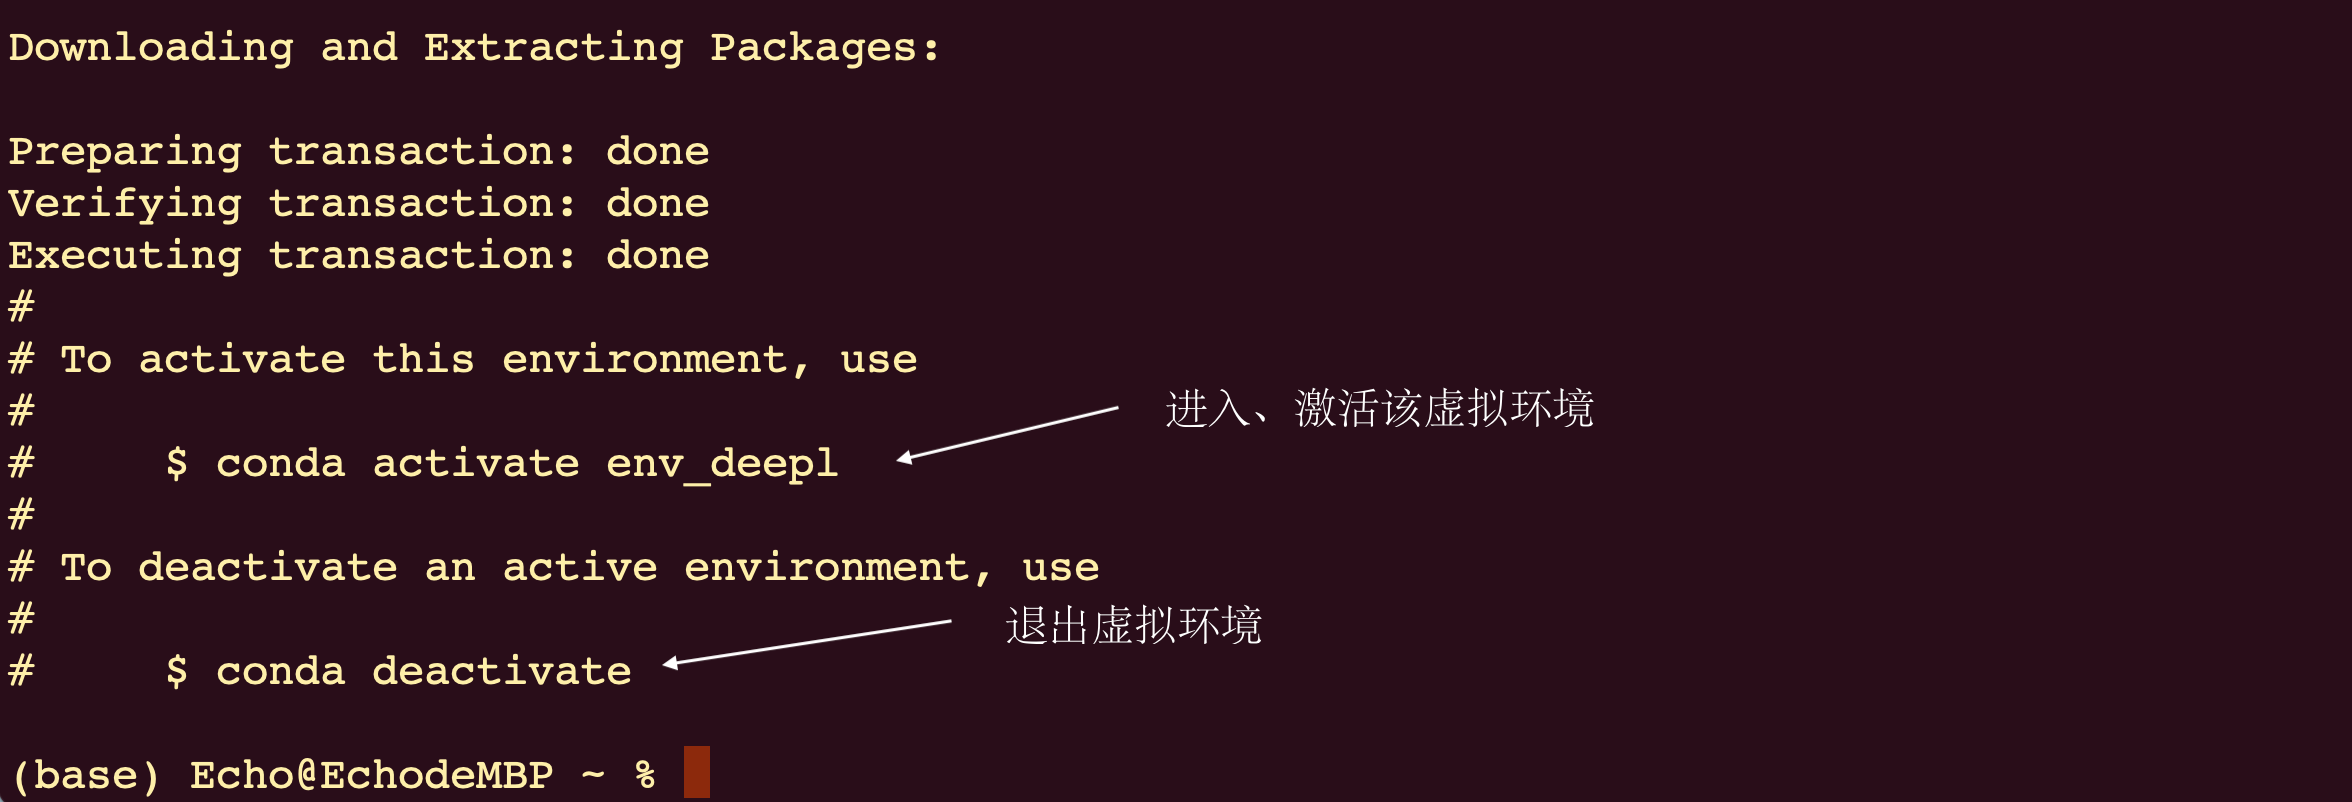 Downloading and Extracting Packages:
Preparing transaction: done
Verifying transaction: done
Executing transaction: done
#
# To activate this environment, use
#
进入、激活该虚拟环境
#     $ conda activate env_deepl
#
# To deactivate an active environment, use
#
退出虚拟环境
#     $ conda deactivate
(base) Echo@EchodeMBP ~ %